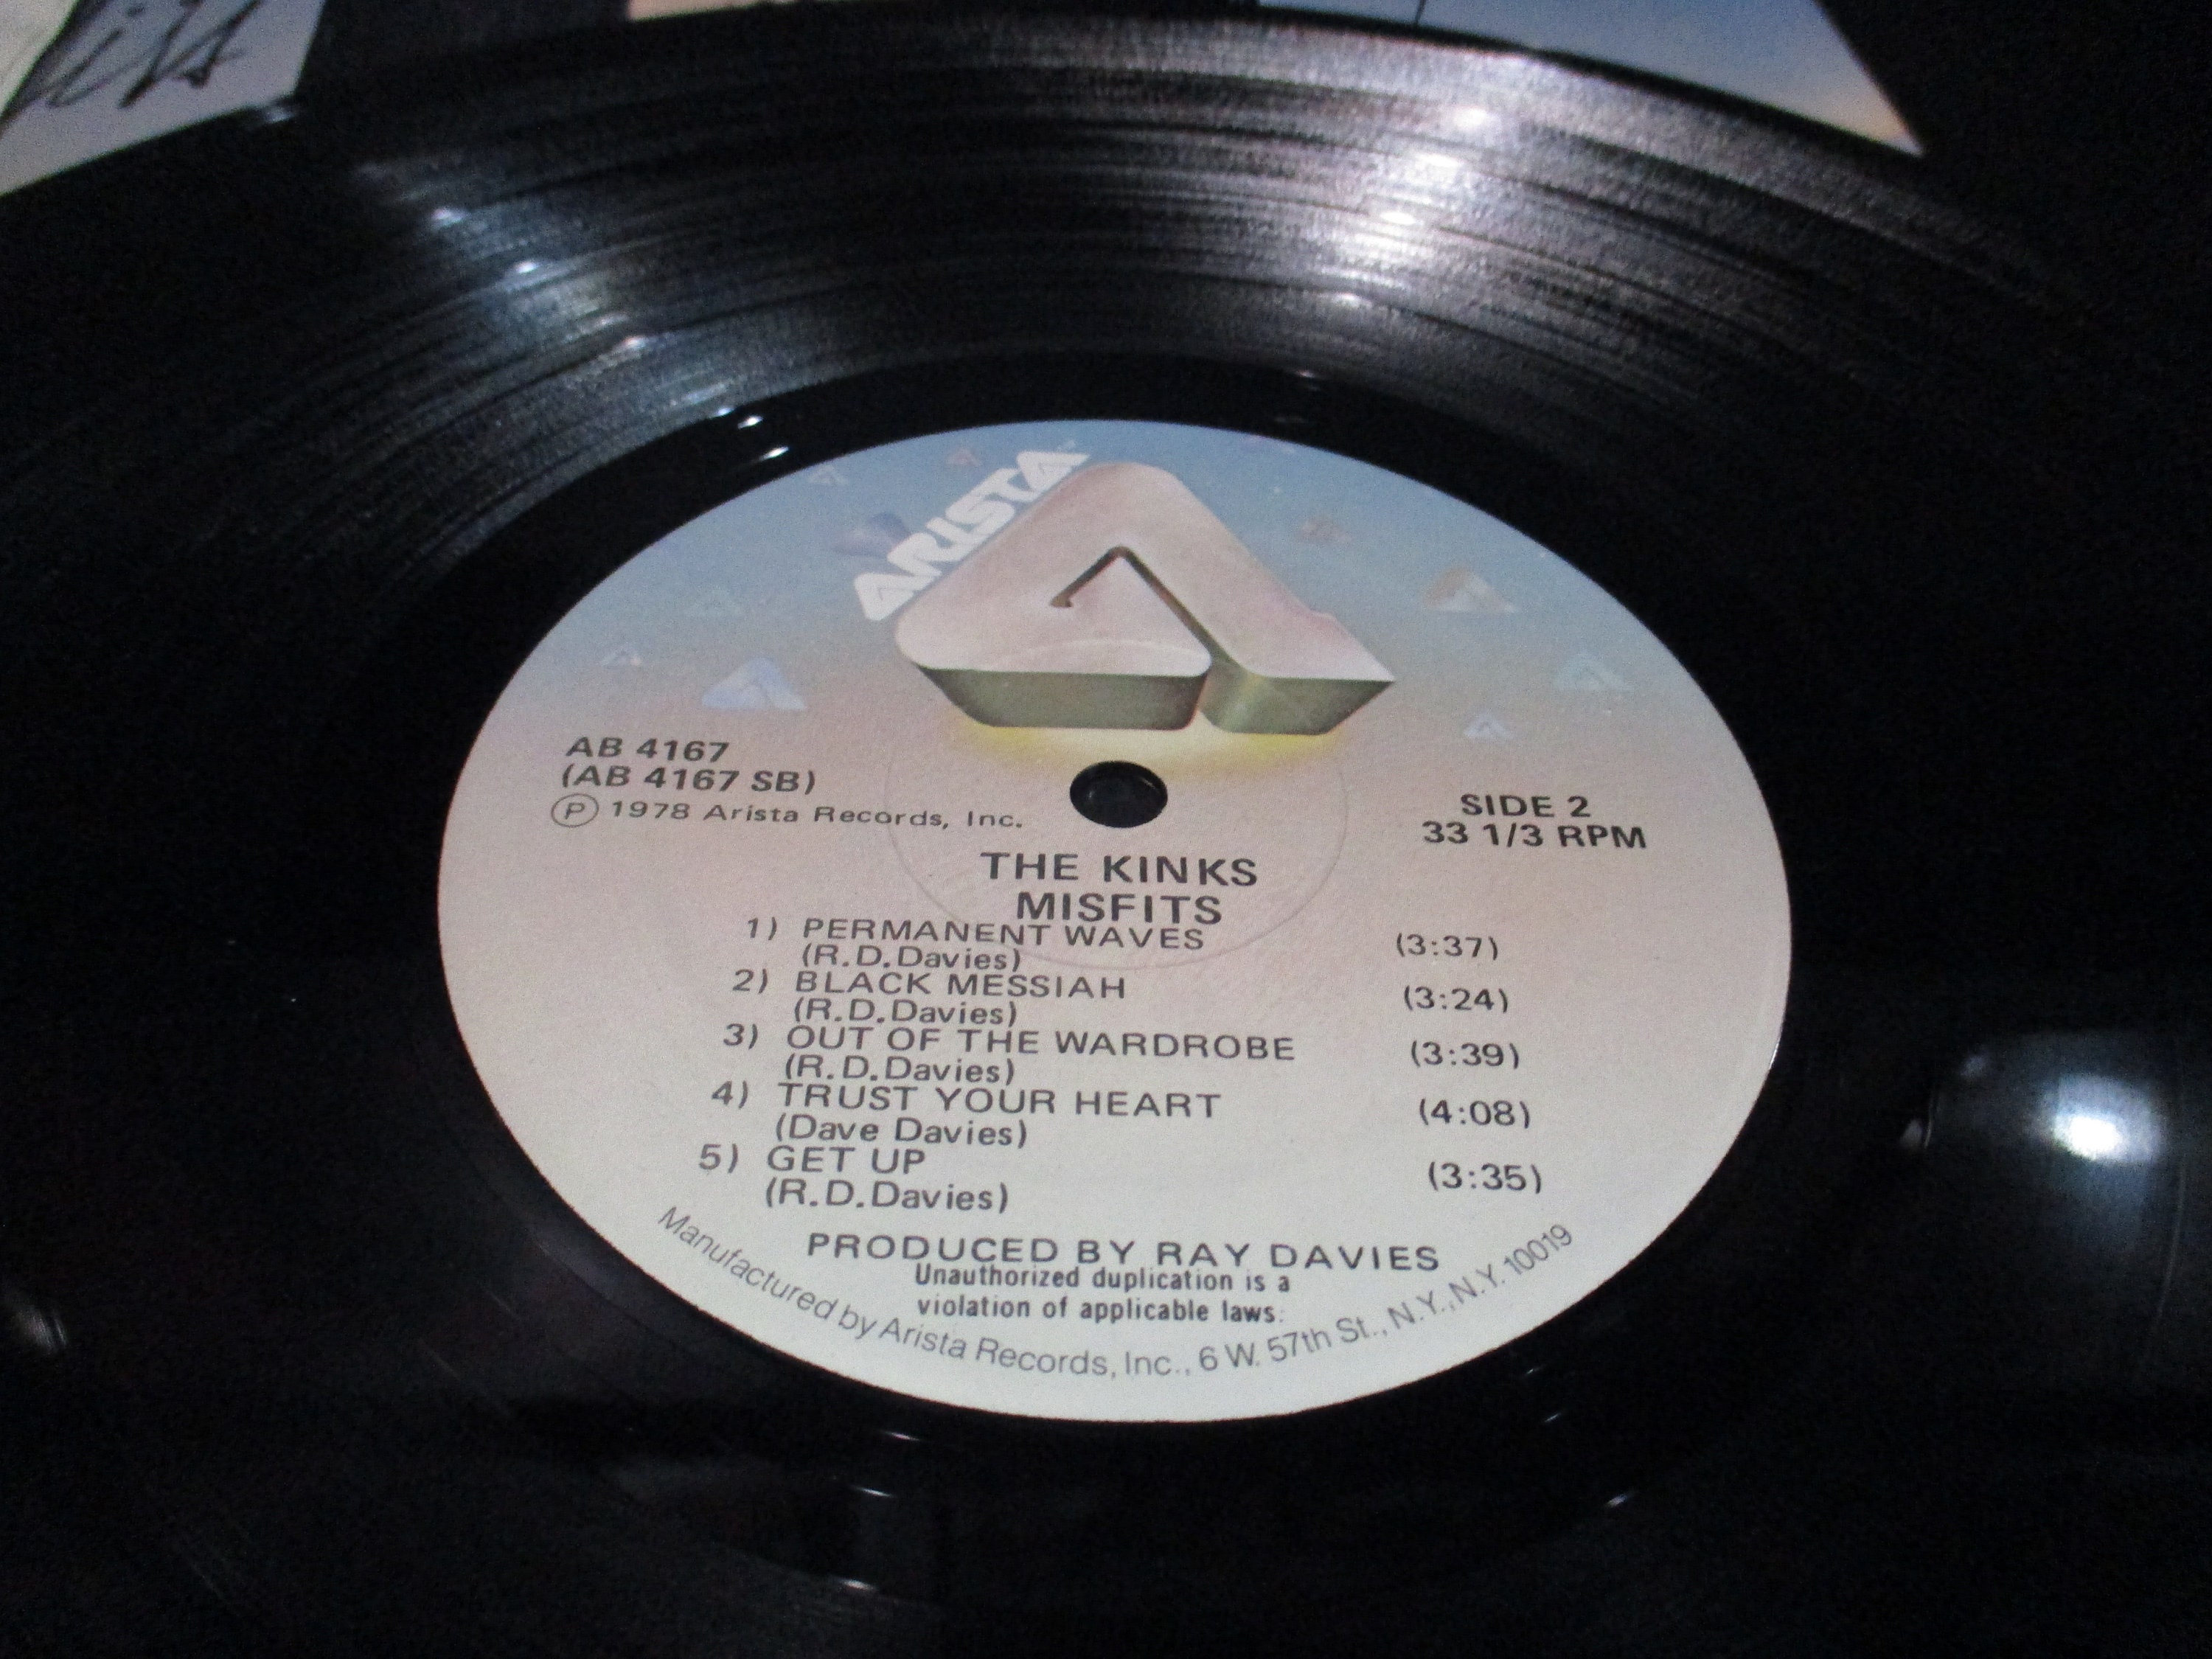 ARISTA
AB 4167
(AB 4167 SB)
Ⓟ 1978 Arista Records, Inc.
SIDE 2
33 1/3 RPM
THE KINKS
MISFITS
1) PERMANENT WAVES (3:37)
(R.D.Davies)
2) BLACK MESSIAH (3:24)
(R.D.Davies)
3) OUT OF THE WARDROBE (3:39)
(R.D.Davies)
4) TRUST YOUR HEART (4:08)
(Dave Davies)
5) GET UP (3:35)
(R.D.Davies)
PRODUCED BY RAY DAVIES
Unauthorized duplication is a
violation of applicable laws.
Manufactured by Arista Records, Inc., 6 W. 57th St., N.Y., N.Y. 10019